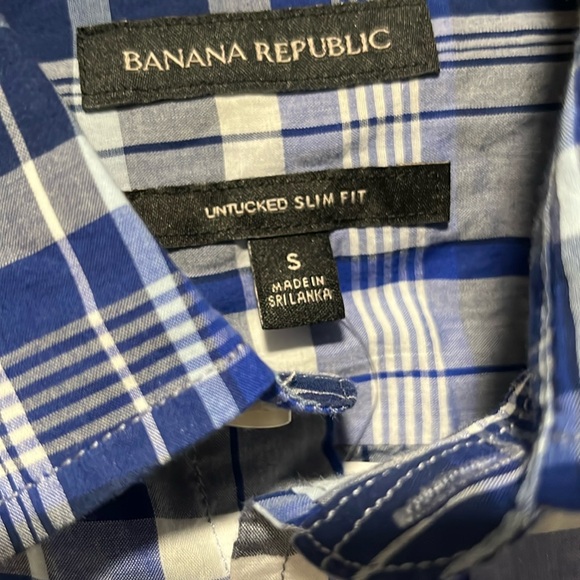 BANANA REPUBLIC
UNTUCKED SLIM FIT
S
MADE IN
SRI LANKA